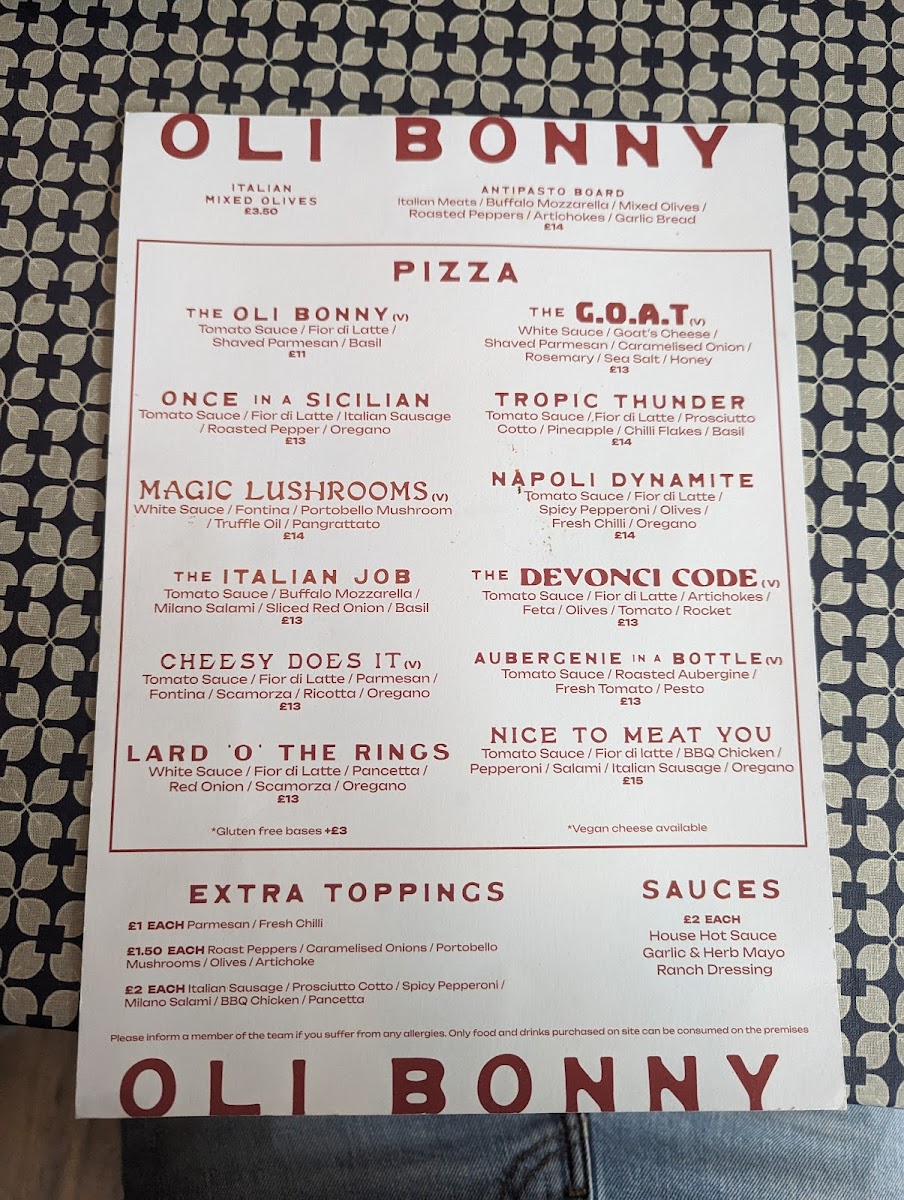 OLI BONNY
ITALIAN
MIXED OLIVES
£3.50
ANTIPASTO BOARD
Italian Meats / Buffalo Mozzarella / Mixed Olives /
Roasted Peppers / Artichokes / Garlic Bread
£14
PIZZA
THE OLI BONNY (V)
Tomato Sauce / Fior di Latte /
Shaved Parmesan / Basil
£11
THE G.O.A.T (V)
White Sauce / Goat's Cheese /
Shaved Parmesan / Caramelised Onion /
Rosemary / Sea Salt / Honey
£13
ONCE IN A SICILIAN
Tomato Sauce / Fior di Latte / Italian Sausage
/ Roasted Pepper / Oregano
£13
TROPIC THUNDER
Tomato Sauce / Fior di Latte / Prosciutto
Cotto / Pineapple / Chilli Flakes / Basil
£14
MAGIC LUSHROOMS (V)
White Sauce / Fontina / Portobello Mushroom
/ Truffle Oil / Pangrattato
£14
NAPOLI DYNAMITE
Tomato Sauce / Fior di Latte /
Spicy Pepperoni / Olives /
Fresh Chilli / Oregano
£14
THE ITALIAN JOB
Tomato Sauce / Buffalo Mozzarella /
Milano Salami / Sliced Red Onion / Basil
£13
THE DEVONCI CODE (V)
Tomato Sauce / Fior di Latte / Artichokes /
Feta / Olives / Tomato / Rocket
£13
CHEESY DOES IT (V)
Tomato Sauce / Fior di Latte / Parmesan /
Fontina / Scamorza / Ricotta / Oregano
£13
AUBERGENIE IN A BOTTLE (V)
Tomato Sauce / Roasted Aubergine /
Fresh Tomato / Pesto
£13
LARD 'O' THE RINGS
White Sauce / Fior di Latte / Pancetta /
Red Onion / Scamorza / Oregano
£13
NICE TO MEAT YOU
Tomato Sauce / Fior di latte / BBQ Chicken /
Pepperoni / Salami / Italian Sausage / Oregano
£15
*Gluten free bases +£3
*Vegan cheese available
EXTRA TOPPINGS
£1 EACH Parmesan / Fresh Chilli
£1.50 EACH Roast Peppers / Caramelised Onions / Portobello
Mushrooms / Olives / Artichoke
£2 EACH Italian Sausage / Prosciutto Cotto / Spicy Pepperoni /
Milano Salami / BBQ Chicken / Pancetta
SAUCES
£2 EACH
House Hot Sauce
Garlic & Herb Mayo
Ranch Dressing
Please inform a member of the team if you suffer from any allergies. Only food and drinks purchased on site can be consumed on the premises
OLI BONNY